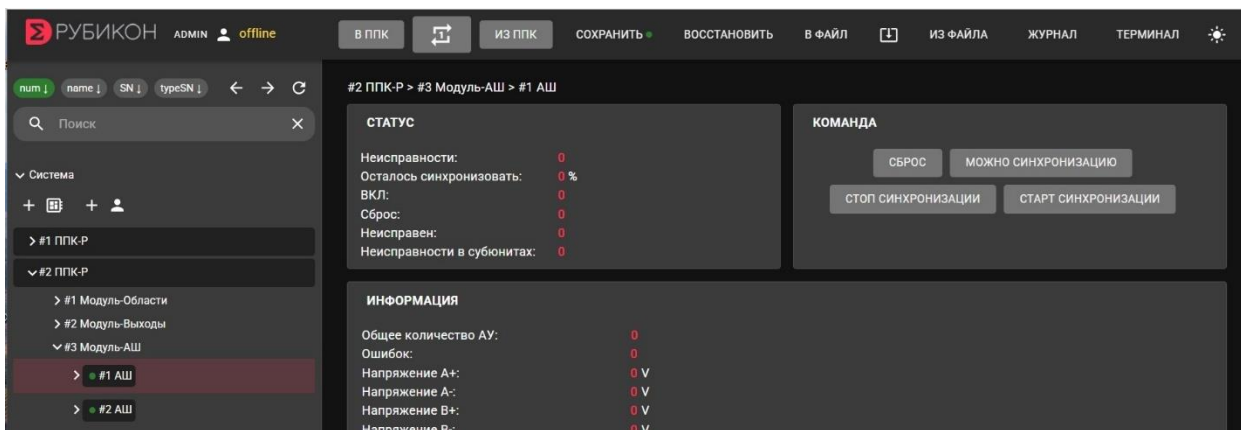 РУБИКОН ADMIN offline В ППК 1 ИЗ ППК СОХРАНИТЬ ВОССТАНОВИТЬ В ФАЙЛ ИЗ ФАЙЛА ЖУРНАЛ ТЕРМИНАЛ
num ↓ name ↓ SN ↓ typeSN ↓
Поиск
Система
#1 ППК-Р
#2 ППК-Р
#1 Модуль-Области
#2 Модуль-Выходы
#3 Модуль-АШ
#1 АШ
#2 АШ
#2 ППК-Р > #3 Модуль-АШ > #1 АШ
СТАТУС
Неисправности: 0
Осталось синхронизовать: 0 %
ВКЛ: 0
Сброс: 0
Неисправен: 0
Неисправности в субюнитах: 0
КОМАНДА
СБРОС МОЖНО СИНХРОНИЗАЦИЮ
СТОП СИНХРОНИЗАЦИИ СТАРТ СИНХРОНИЗАЦИИ
ИНФОРМАЦИЯ
Общее количество АУ: 0
Ошибок: 0
Напряжение A+: 0 V
Напряжение A-: 0 V
Напряжение B+: 0 V
Напряжение B-: 0 V